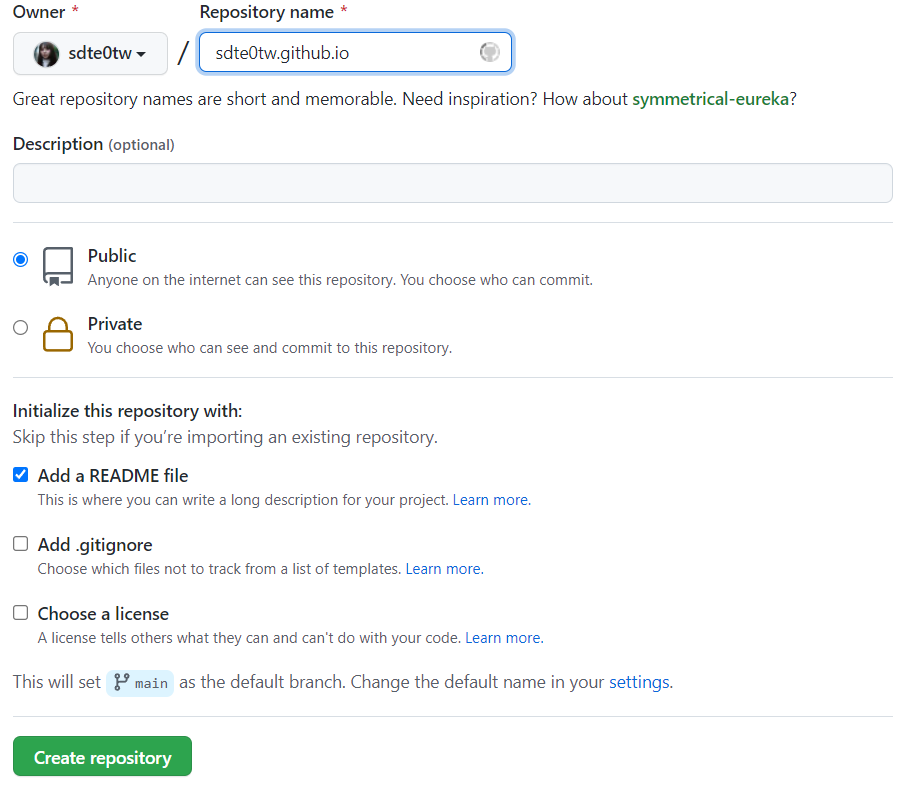 Owner * Repository name *
sdte0tw / sdte0tw.github.io
Great repository names are short and memorable. Need inspiration? How about symmetrical-eureka?
Description (optional)
Public
Anyone on the internet can see this repository. You choose who can commit.
Private
You choose who can see and commit to this repository.
Initialize this repository with:
Skip this step if you’re importing an existing repository.
Add a README file
This is where you can write a long description for your project. Learn more.
Add .gitignore
Choose which files not to track from a list of templates. Learn more.
Choose a license
A license tells others what they can and can't do with your code. Learn more.
This will set main as the default branch. Change the default name in your settings.
Create repository